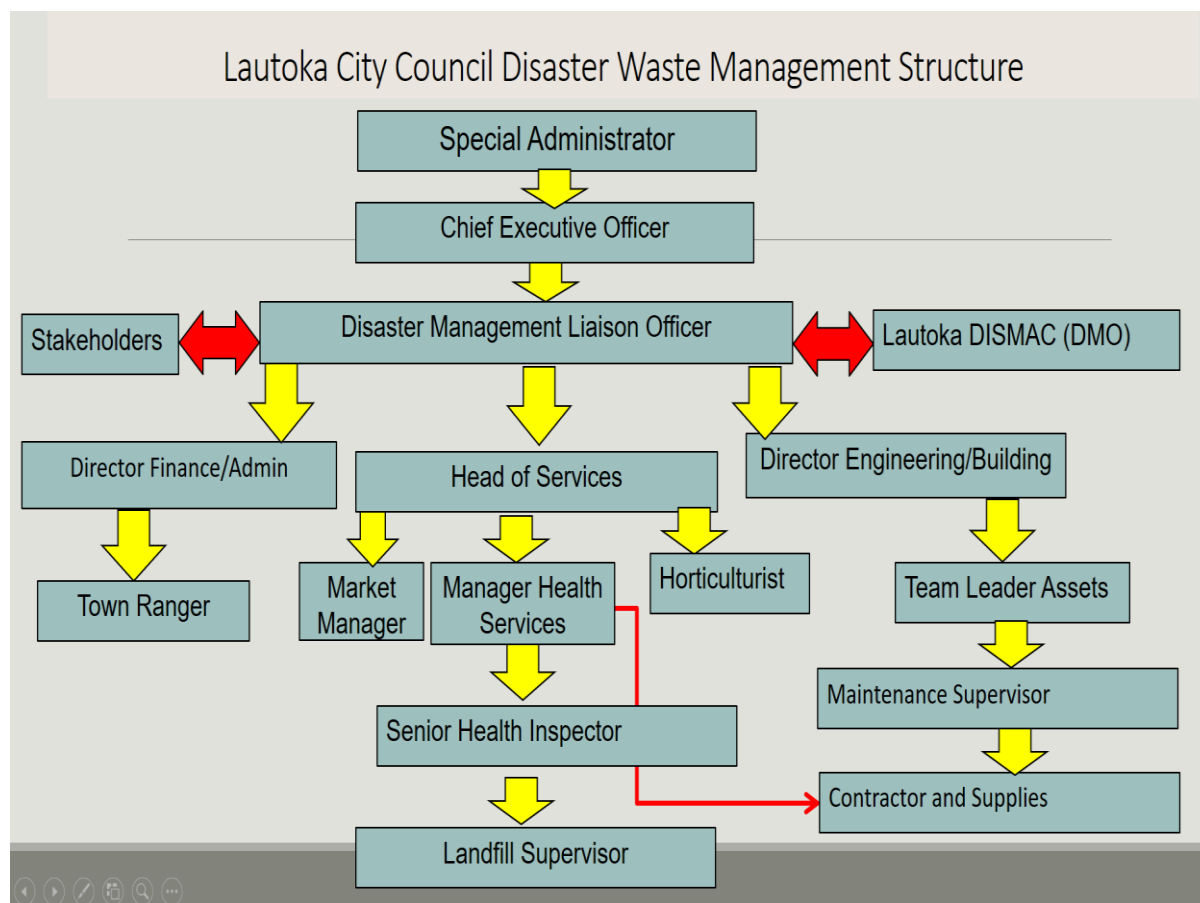 Lautoka City Council Disaster Waste Management Structure
Special Administrator
Chief Executive Officer
Stakeholders
Disaster Management Liaison Officer
Lautoka DISMAC (DMO)
Director Finance/Admin
Head of Services
Director Engineering/Building
Town Ranger
Market
Manager
Manager Health
Services
Horticulturist
Team Leader Assets
Senior Health Inspector
Maintenance Supervisor
Contractor and Supplies
Landfill Supervisor